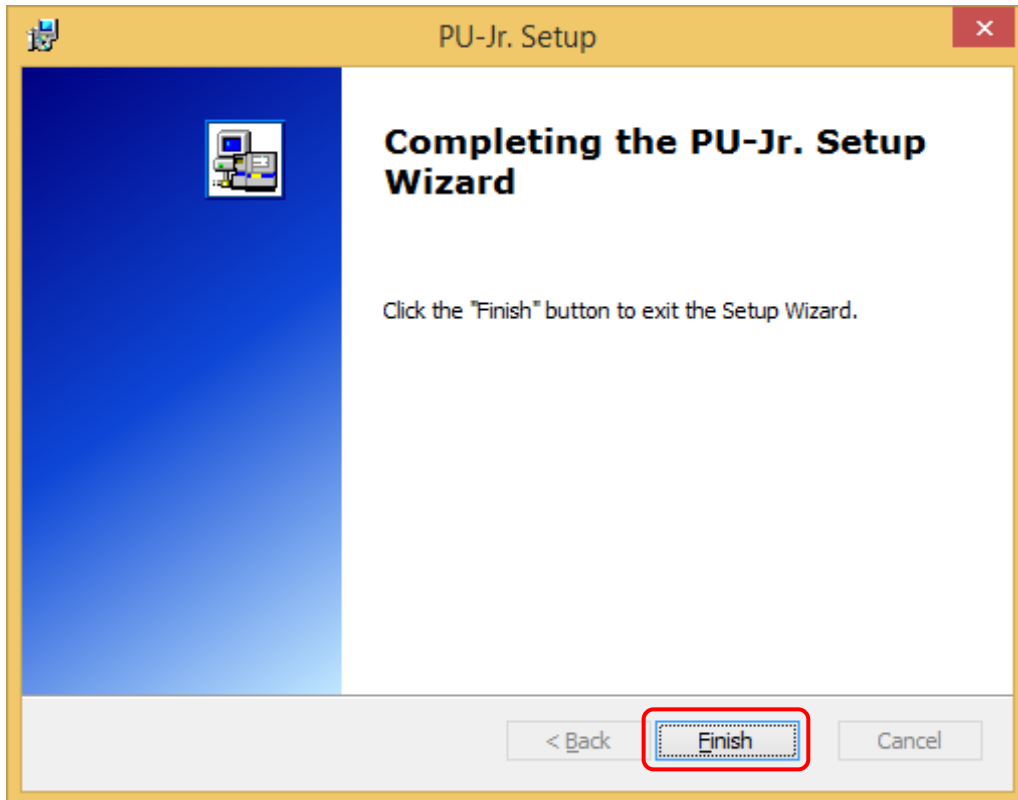 PU-Jr. Setup
Completing the PU-Jr. Setup
Wizard
Click the "Finish" button to exit the Setup Wizard.
< Back
Finish
Cancel